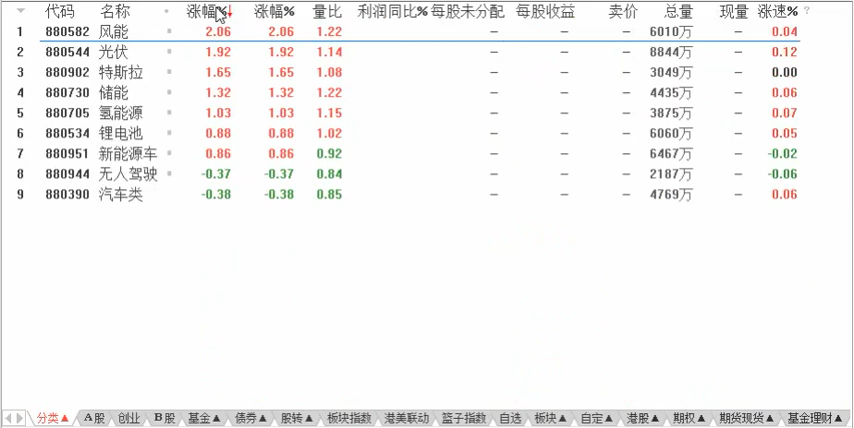 代码 名称 涨幅%↓ 涨幅% 量比 利润同比% 每股未分配 每股收益 卖价 总量 现量 涨速% ?
1 880582 风能 2.06 2.06 1.22 – – – 6010万 – 0.04
2 880544 光伏 1.92 1.92 1.14 – – – 8844万 – 0.12
3 880902 特斯拉 1.65 1.65 1.08 – – – 3049万 – 0.00
4 880730 储能 1.32 1.32 1.22 – – – 4435万 – 0.06
5 880705 氢能源 1.03 1.03 1.15 – – – 3875万 – 0.07
6 880534 锂电池 0.88 0.88 1.02 – – – 6060万 – 0.05
7 880951 新能源车 0.86 0.86 0.92 – – – 6467万 – -0.02
8 880944 无人驾驶 -0.37 -0.37 0.84 – – – 2187万 – -0.06
9 880390 汽车类 -0.38 -0.38 0.85 – – – 4769万 – 0.06
分类▲ A股 创业 B股 基金▲ 债券▲ 股转▲ 板块指数 港美联动 篮子指数 自选 板块▲ 自定▲ 港股▲ 期权▲ 期货现货▲ 基金理财▲